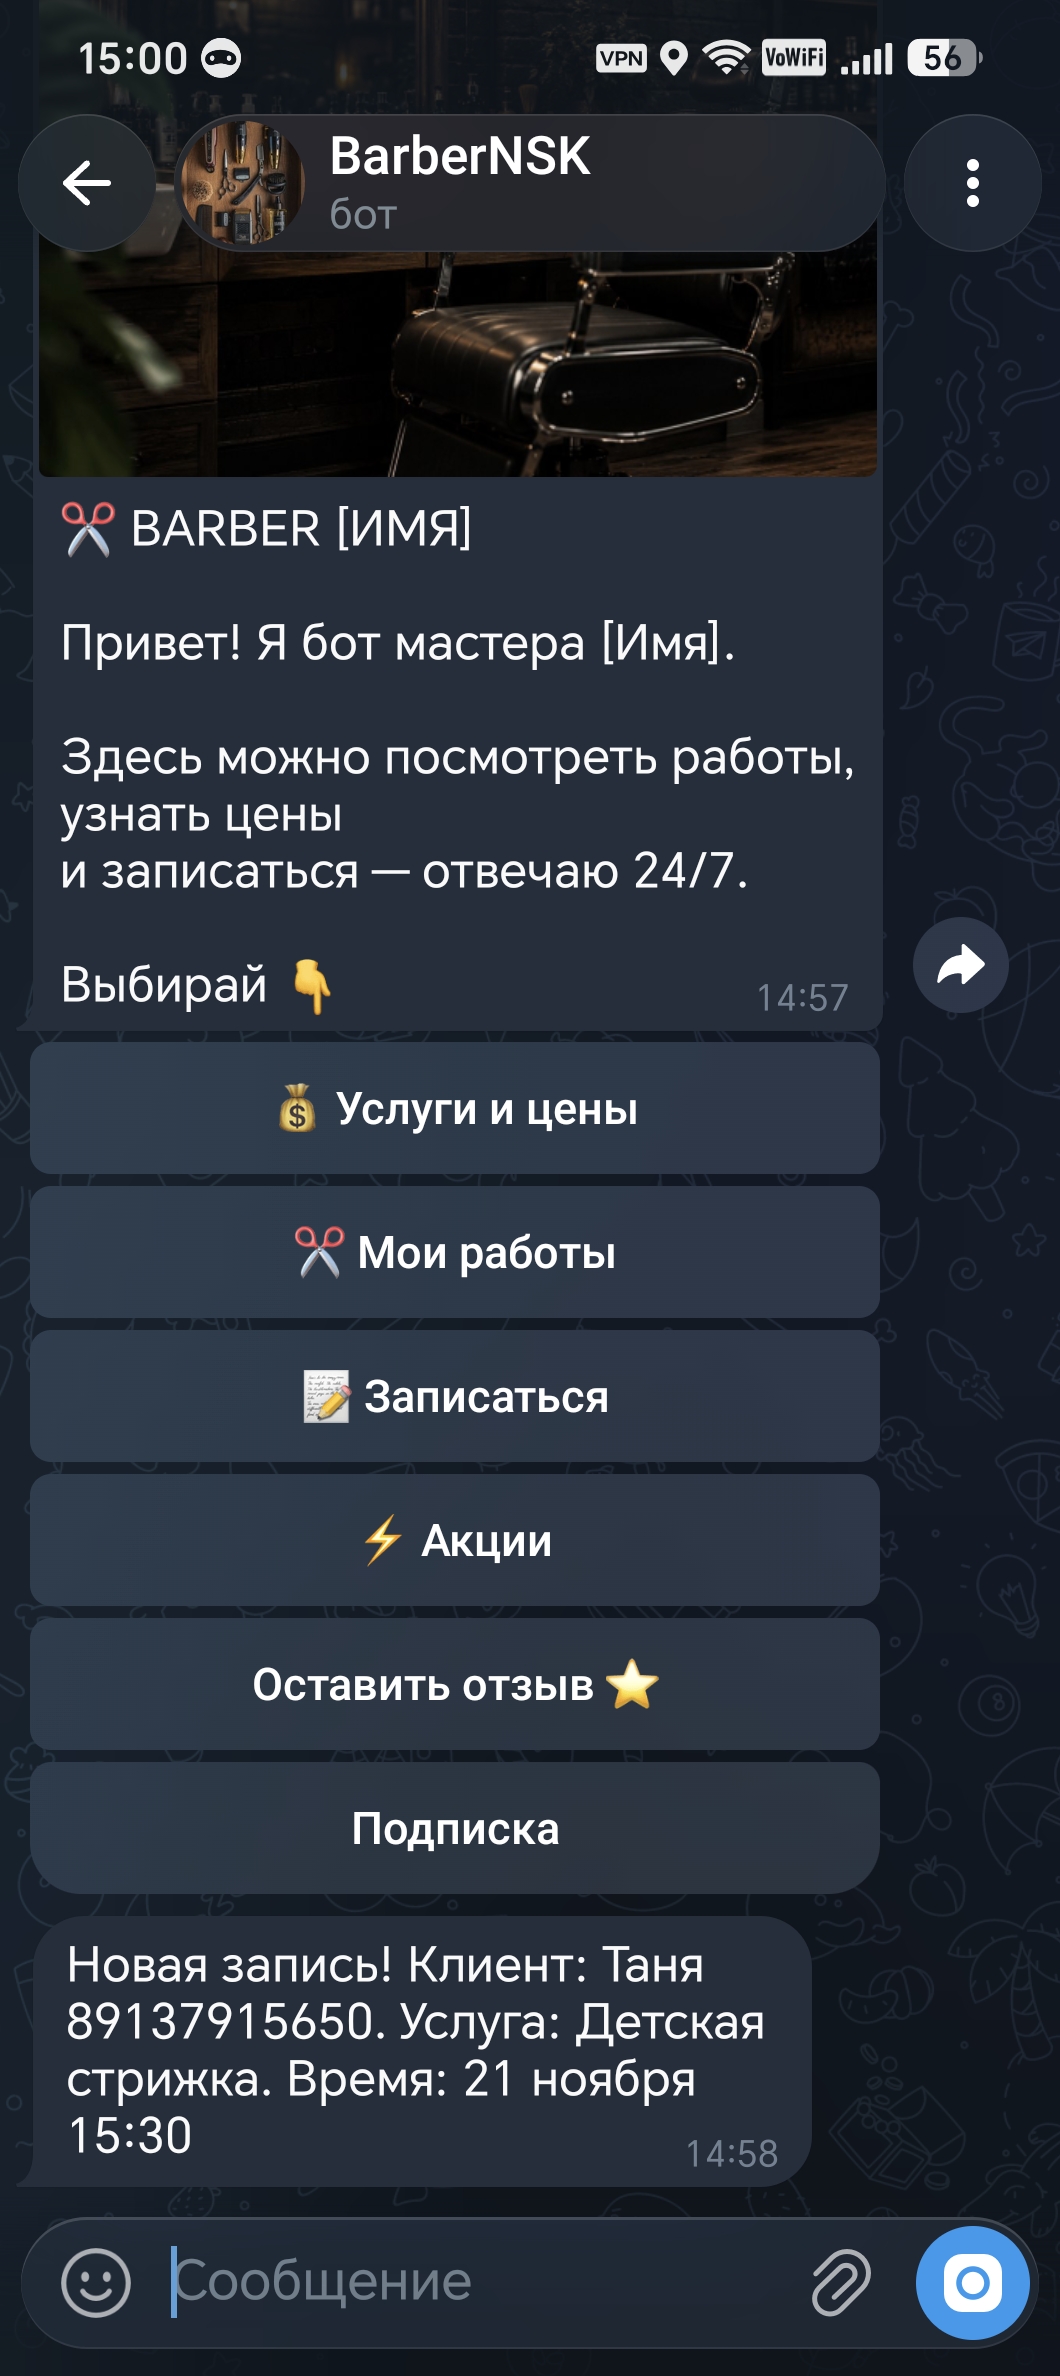 15:00
VPN
VoWiFi
56
BarberNSK
бот
BARBER [ИМЯ]
Привет! Я бот мастера [Имя].
Здесь можно посмотреть работы,
узнать цены
и записаться — отвечаю 24/7.
Выбирай
14:57
Услуги и цены
Мои работы
Записаться
Акции
Оставить отзыв
Подписка
Новая запись! Клиент: Таня
89137915650. Услуга: Детская
стрижка. Время: 21 ноября
15:30
14:58
Сообщение